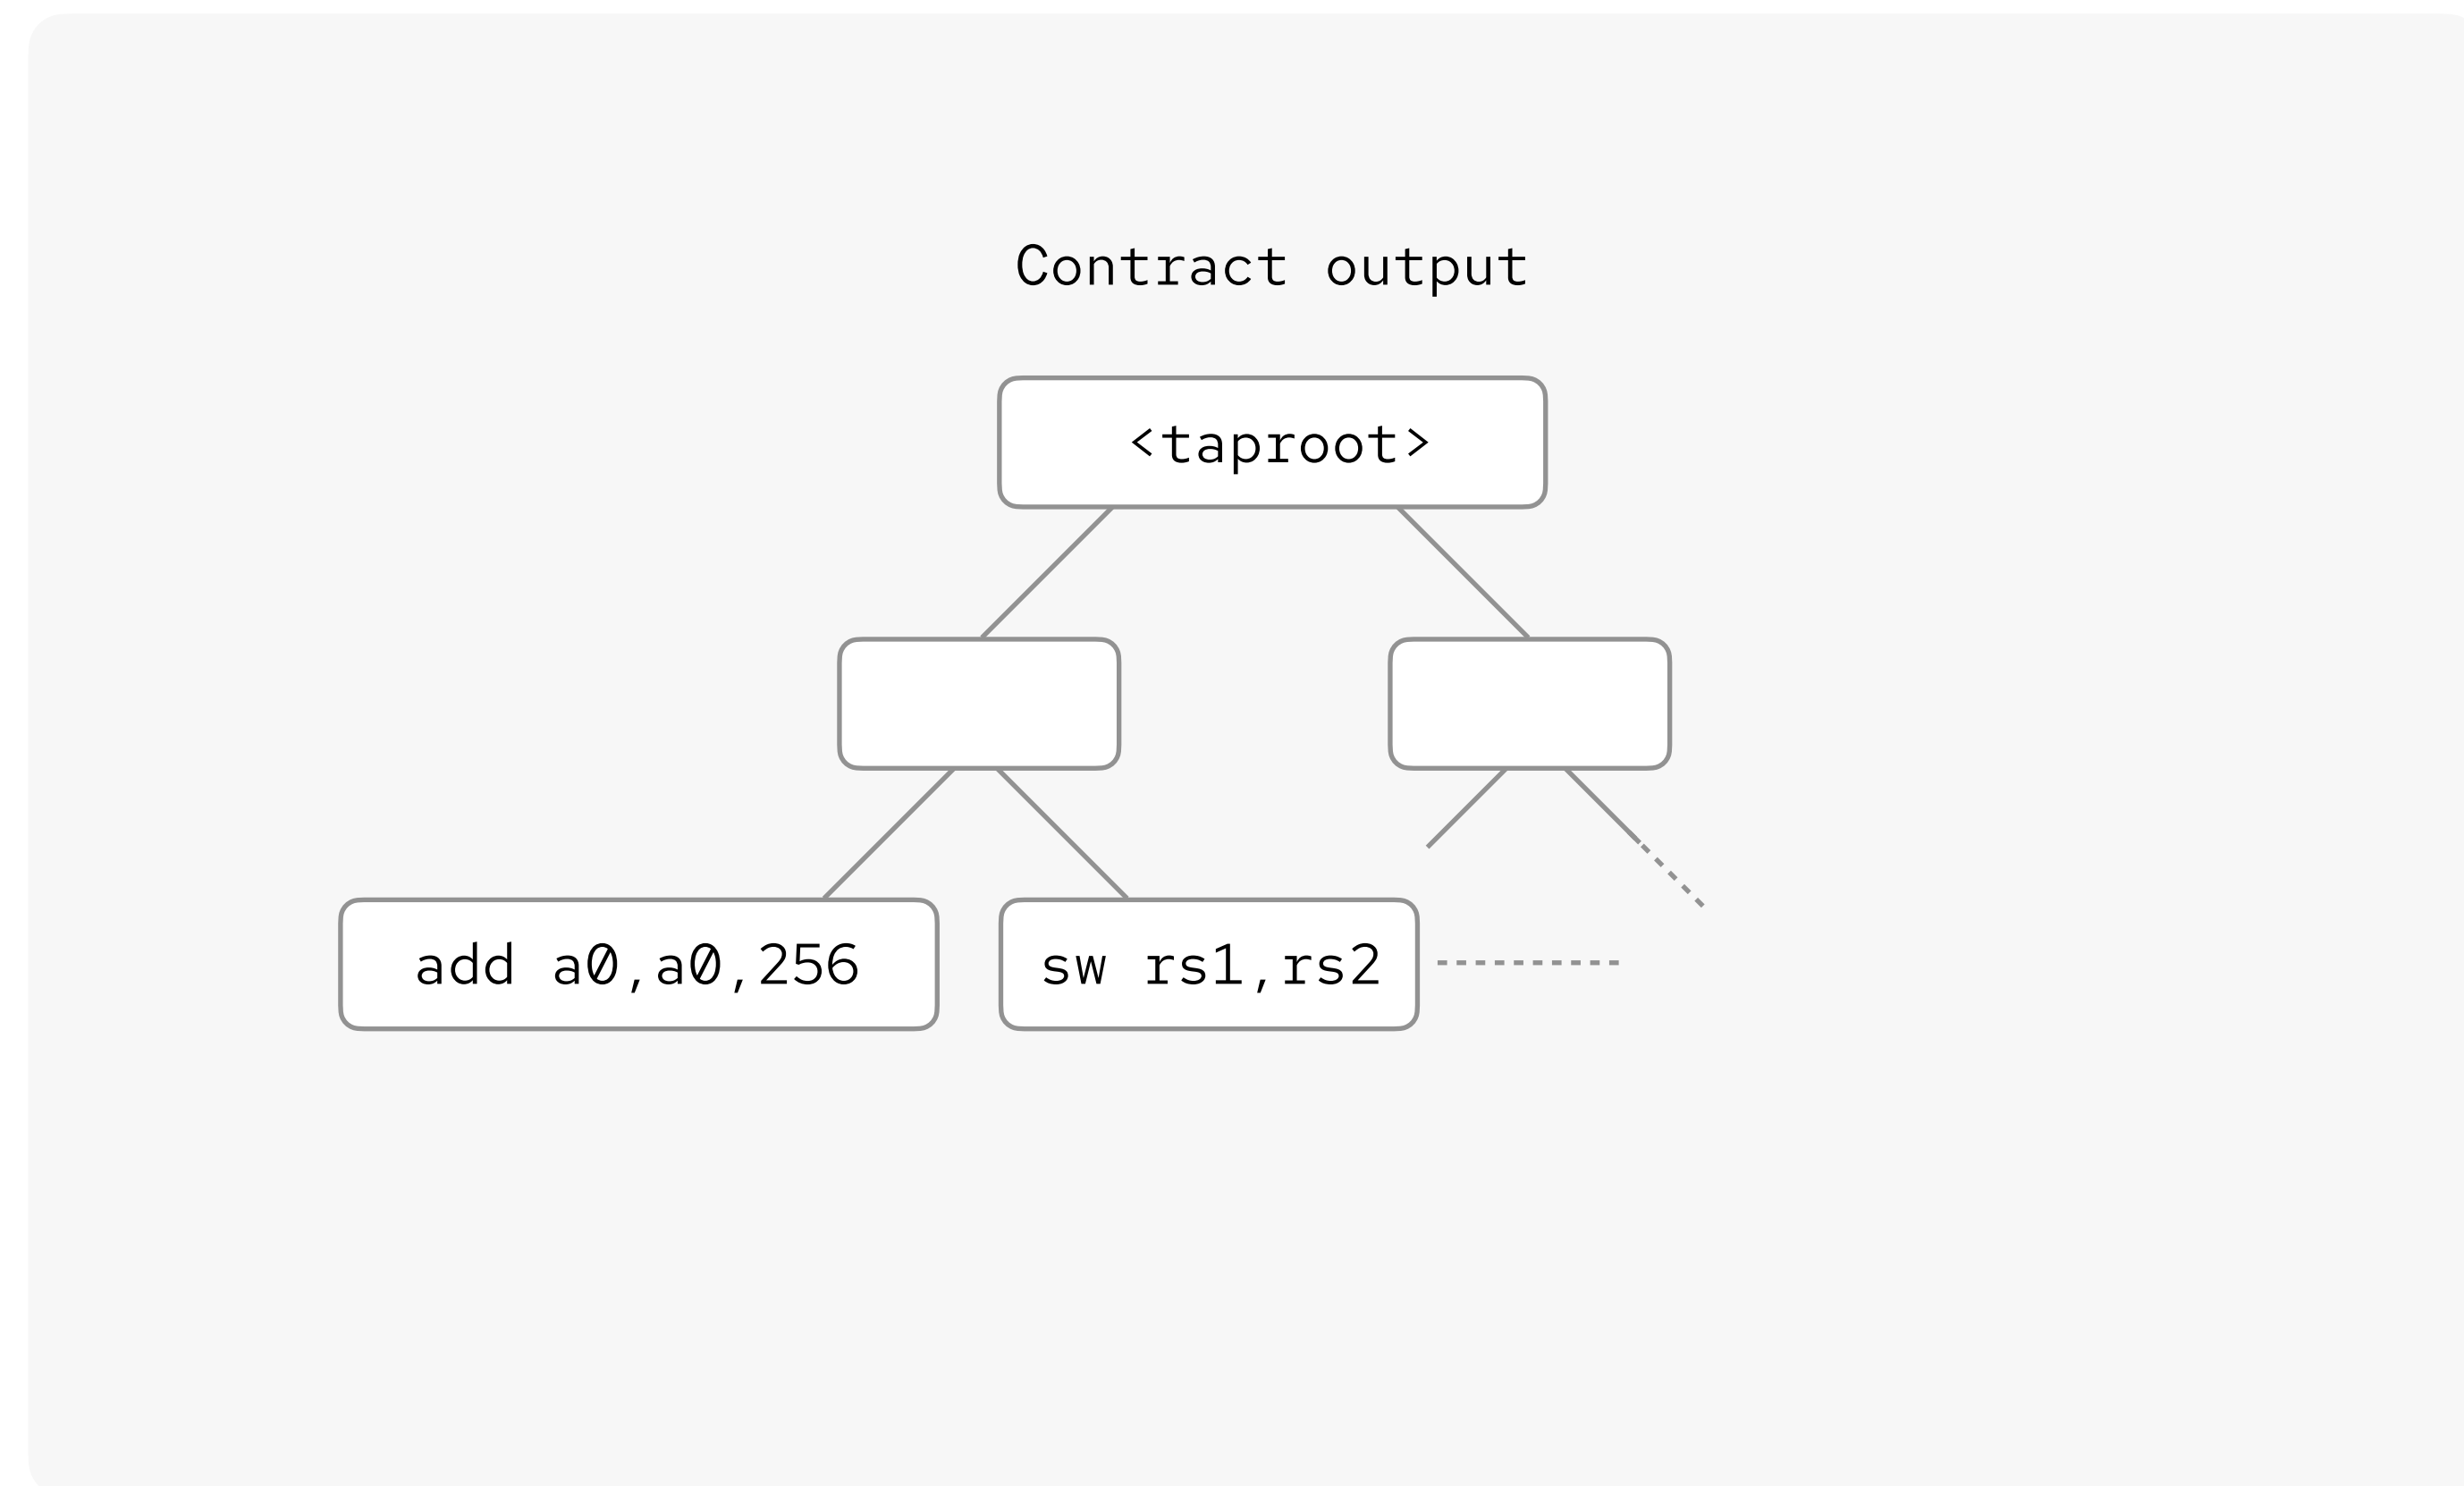 Contract output
<taproot>
add a0,a0,256
sw rs1,rs2